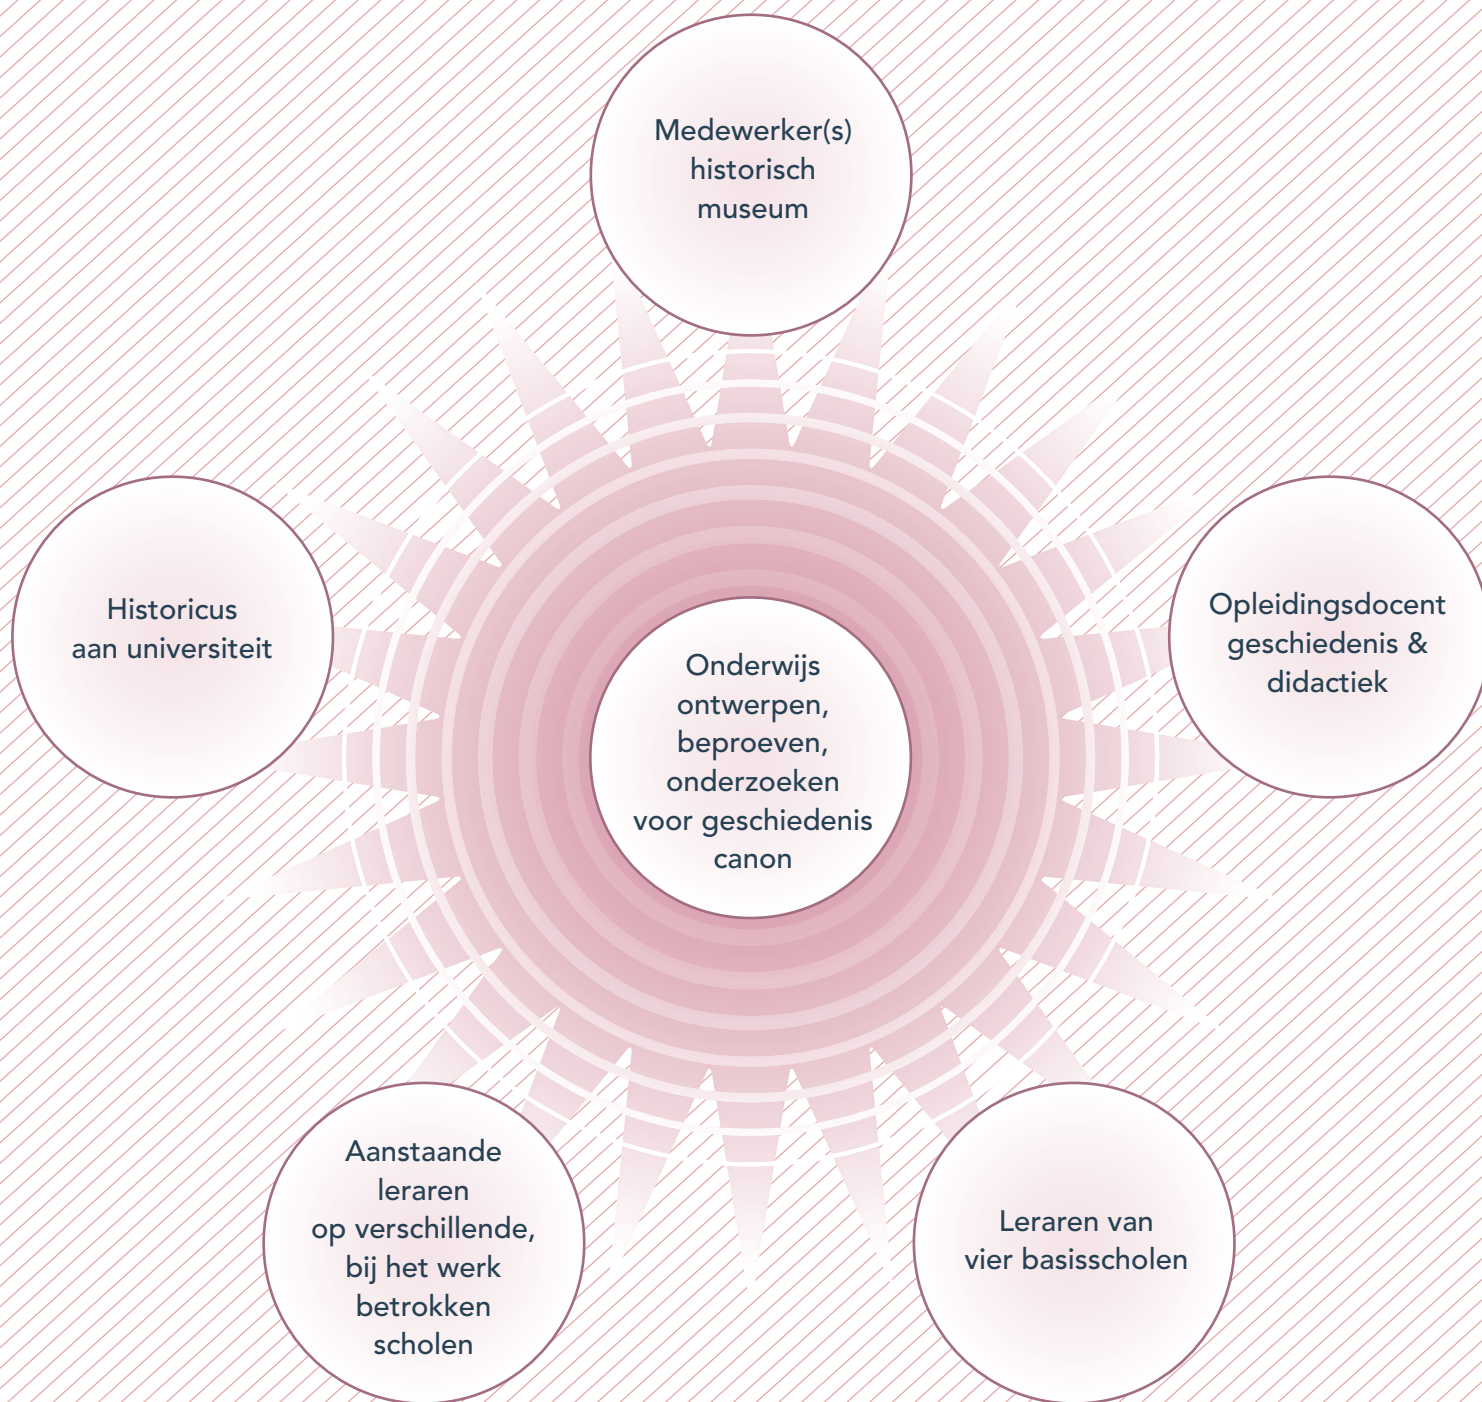 Medewerker(s)
historisch
museum
Historicus
aan universiteit
Opleidingsdocent
geschiedenis &
didactiek
Onderwijs
ontwerpen,
beproeven,
onderzoeken
voor geschiedenis
canon
Aanstaande
leraren
op verschillende,
bij het werk
betrokken
scholen
Leraren van
vier basisscholen